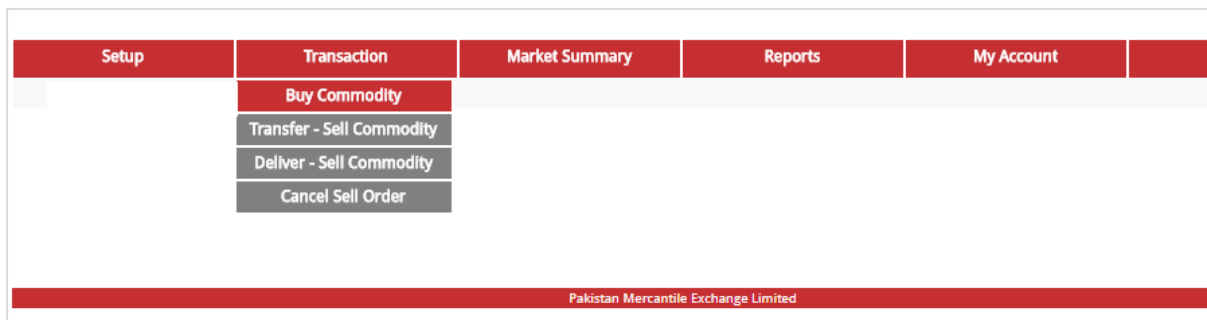 Setup Transaction Market Summary Reports My Account
Buy Commodity
Transfer - Sell Commodity
Deliver - Sell Commodity
Cancel Sell Order
Pakistan Mercantile Exchange Limited